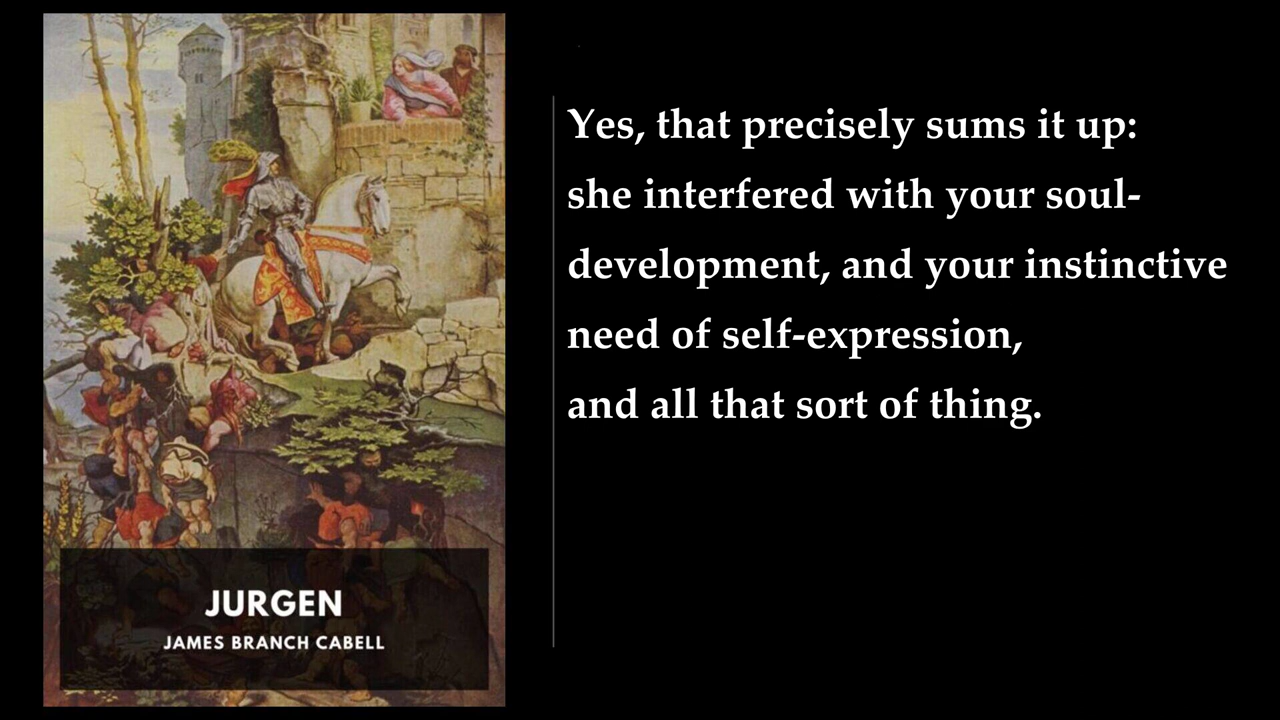 JURGEN
JAMES BRANCH CABELL
Yes, that precisely sums it up:
she interfered with your soul-
development, and your instinctive
need of self-expression,
and all that sort of thing.